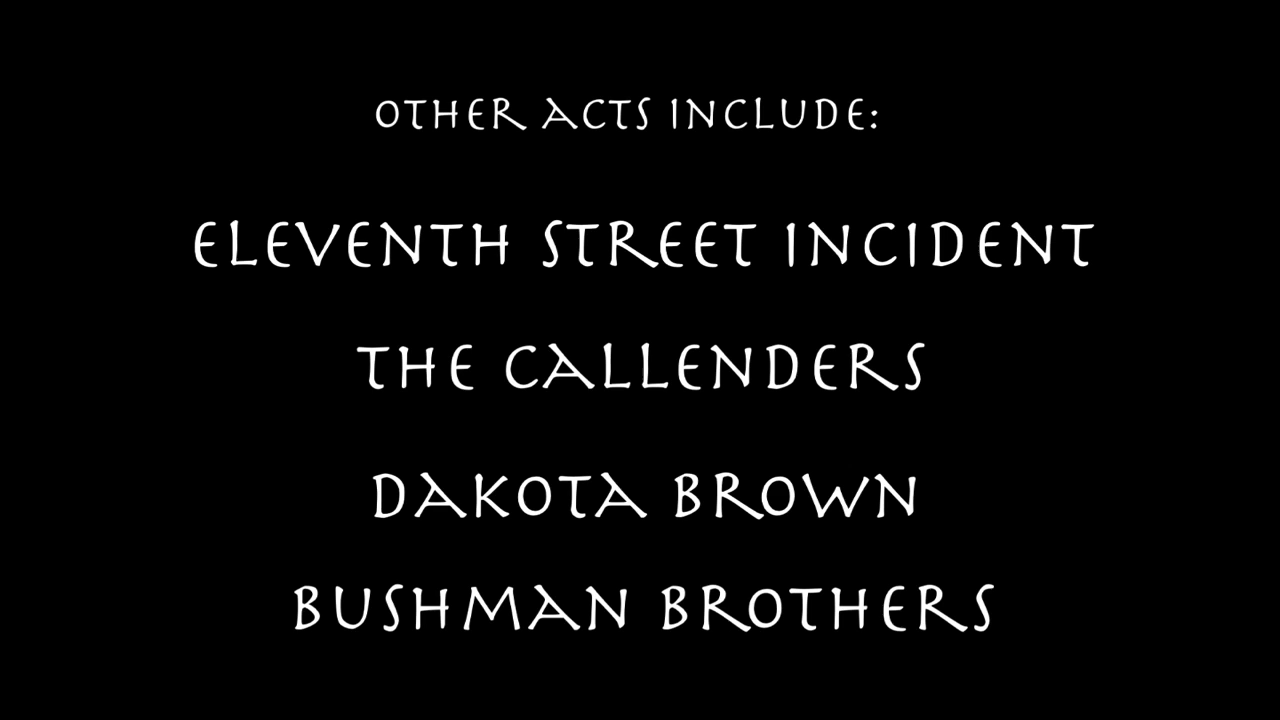 OTHER ACTS INCLUDE:
ELEVENTH STREET INCIDENT
THE CALLENDERS
DAKOTA BROWN
BUSHMAN BROTHERS